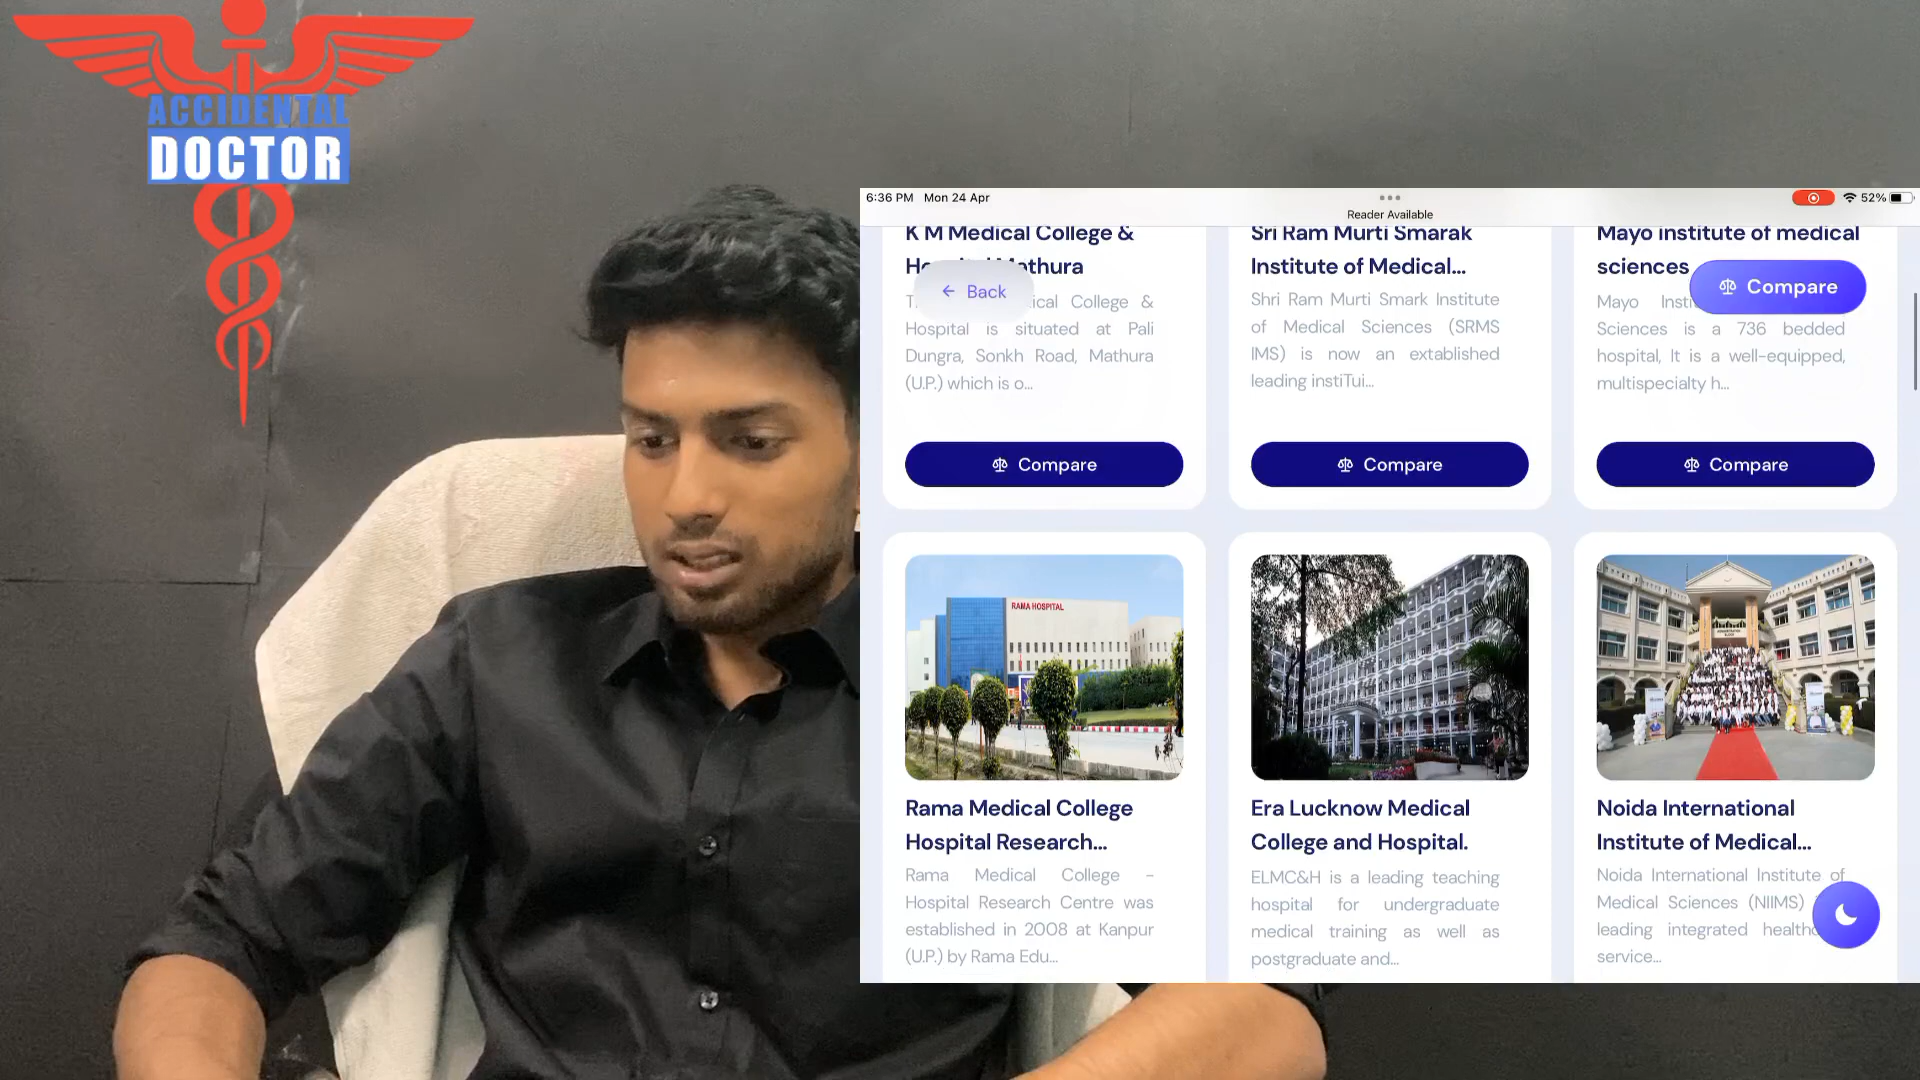 ACCIDENTAL
DOCTOR
6:36 PM Mon 24 Apr
52%
Reader Available
K M Medical College &
Mathura
Sri Ram Murti Smarak
Institute of Medical...
Mayo institute of medical
sciences
Back
Compare
ical College &
Hospital is situated at Pali
Dungra, Sonkh Road, Mathura
(U.P.) which is o...
Shri Ram Murti Smark Institute
of Medical Sciences (SRMS
IMS) is now an extablished
leading instiTui...
Mayo
Sciences is a 736 bedded
hospital, It is a well-equipped,
multispecialty h...
Compare
Compare
Compare
RAMA HOSPITAL
Rama Medical College
Hospital Research...
Rama Medical College -
Hospital Research Centre was
established in 2008 at Kanpur
(U.P.) by Rama Edu...
Era Lucknow Medical
College and Hospital.
ELMC&H is a leading teaching
hospital for undergraduate
medical training as well as
postgraduate and...
Noida International
Institute of Medical...
Noida International Institute of
Medical Sciences (NIIMS)
leading integrated healthc
service...